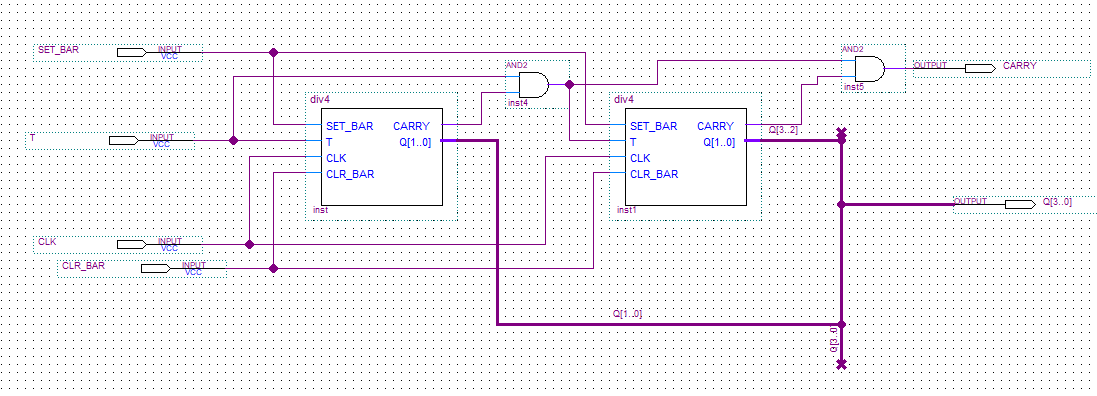 SET_BAR
INPUT
VCC
AND2
inst4
AND2
inst5
OUTPUT
CARRY
T
INPUT
VCC
div4
SET_BAR CARRY
T Q[1..0]
CLK
CLR_BAR
inst
div4
SET_BAR CARRY
T Q[1..0]
CLK
CLR_BAR
inst1
Q[3..2]
OUTPUT
Q[3..0]
CLK
INPUT
VCC
CLR_BAR
INPUT
VCC
Q[1..0]
Q[3..0]